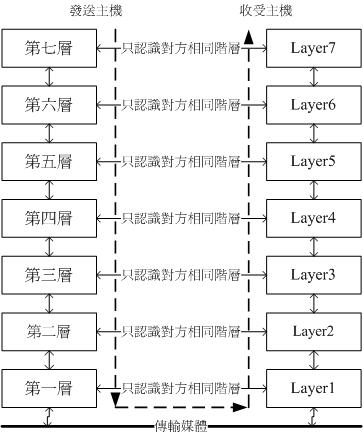 發送主機 收受主機
第七層 只認識對方相同階層 Layer7
第六層 只認識對方相同階層 Layer6
第五層 只認識對方相同階層 Layer5
第四層 只認識對方相同階層 Layer4
第三層 只認識對方相同階層 Layer3
第二層 只認識對方相同階層 Layer2
第一層 只認識對方相同階層 Layer1
傳輸媒體